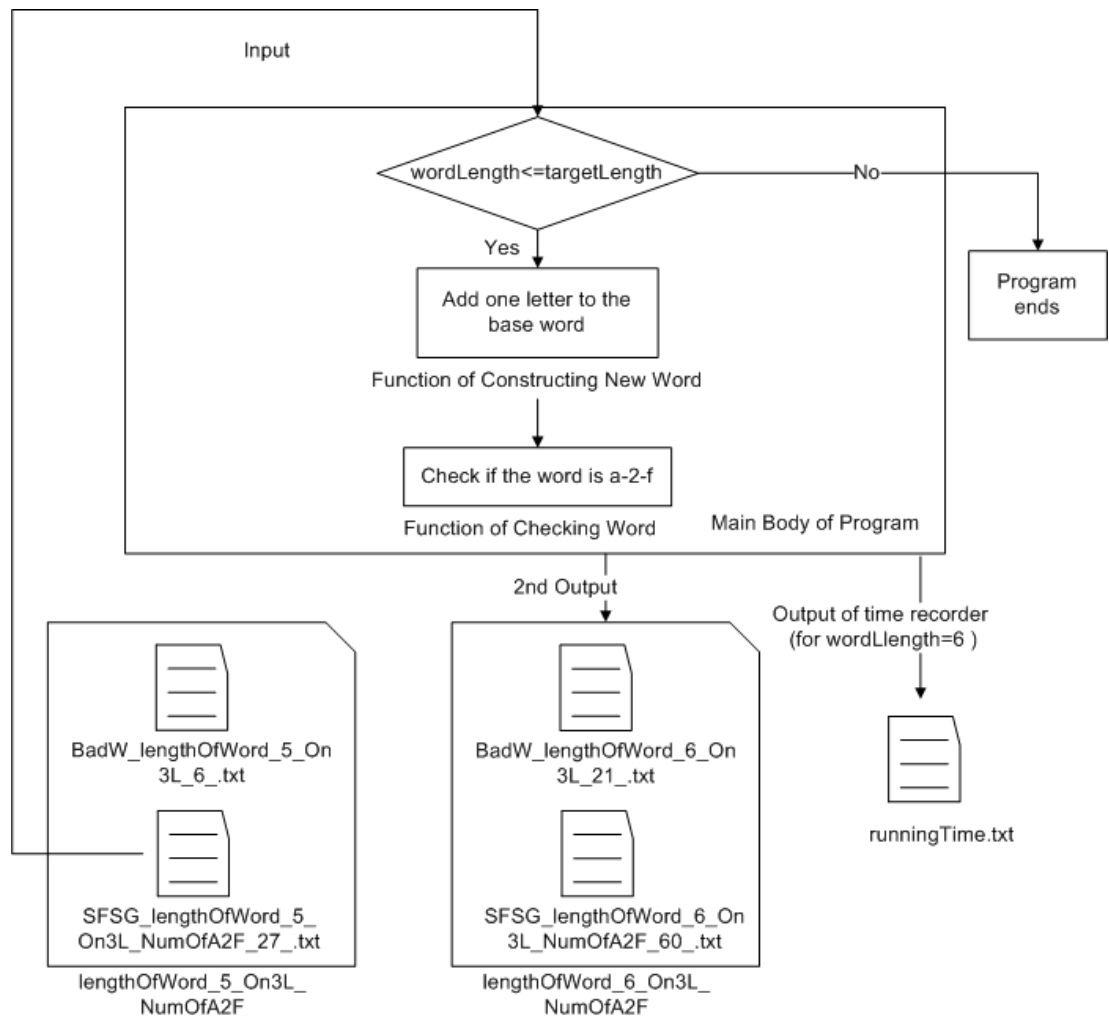 Input
wordLength<=targetLength
No
Yes
Program
ends
Add one letter to the
base word
Function of Constructing New Word
Check if the word is a-2-f
Function of Checking Word
Main Body of Program
2nd Output
Output of time recorder
(for wordLlength=6 )
BadW_lengthOfWord_5_On
3L_6_.txt
BadW_lengthOfWord_6_On
3L_21_.txt
runningTime.txt
SFSG_lengthOfWord_5_
On3L_NumOfA2F_27_.txt
SFSG_lengthOfWord_6_On
3L_NumOfA2F_60_.txt
lengthOfWord_5_On3L_
NumOfA2F
lengthOfWord_6_On3L_
NumOfA2F